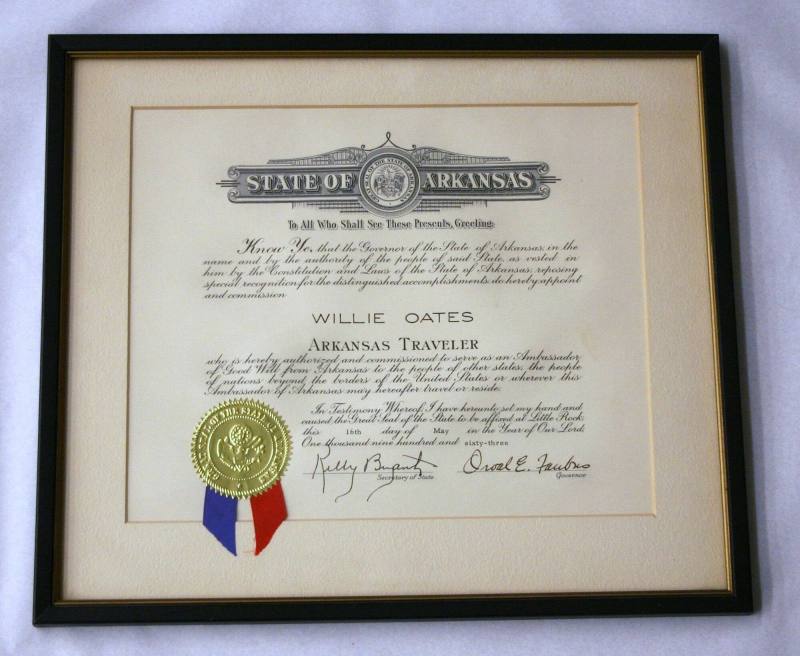 STATE OF ARKANSAS
GREAT SEAL OF THE STATE OF ARKANSAS
To All Who Shall See These Presents, Greeting:
Know Ye, that the Governor of the State of Arkansas, in the
name and by the authority of the people of said State, as vested in
him by the Constitution and Laws of the State of Arkansas, reposing
special recognition for the distinguished accomplishments, do hereby appoint
and commission
WILLIE OATES
ARKANSAS TRAVELER
who is hereby authorized and commissioned to serve as an Ambassador
of Good Will from Arkansas to the people of other states, the people
of nations beyond the borders of the United States or wherever this
Ambassador of Arkansas may hereafter travel or reside.
In Testimony Whereof, I have hereunto set my hand and
caused the Great Seal of the State to be affixed at Little Rock
this 16th day of May in the Year of Our Lord:
One thousand nine hundred and sixty-three
Kelly Bryant Orval E. Faubus
Secretary of State Governor